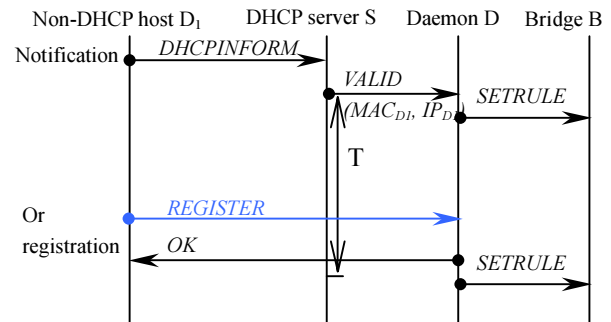 Non-DHCP host D1 DHCP server S Daemon D Bridge B
Notification DHCPINFORM
VALID
SETRULE
(MACD1, IPD1)
T
Or REGISTER
registration OK
SETRULE